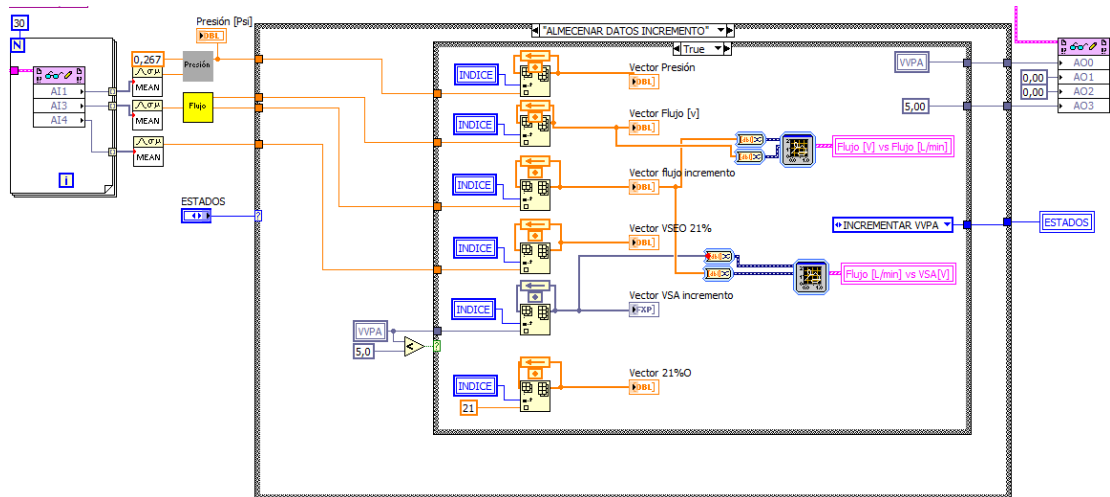 30
N
AI1
AI3
AI4
i
0,267
MEAN
MEAN
MEAN
Presión [Psi]
DBL
Presión
Flujo
ESTADOS
"ALMECENAR DATOS INCREMENTO"
True
INDICE
Vector Presión
DBL]
INDICE
Vector Flujo [v]
DBL]
Flujo [V] vs Flujo [L/min]
INDICE
Vector flujo incremento
DBL]
INDICE
Vector VSEO 21%
DBL]
INCREMENTAR VVPA
ESTADOS
INDICE
Vector VSA incremento
FXP]
Flujo [L/min] vs VSA[V]
VVPA
5,0
<
?
INDICE
21
Vector 21%O
DBL]
VVPA
5,00
0,00
0,00
AO0
AO1
AO2
AO3